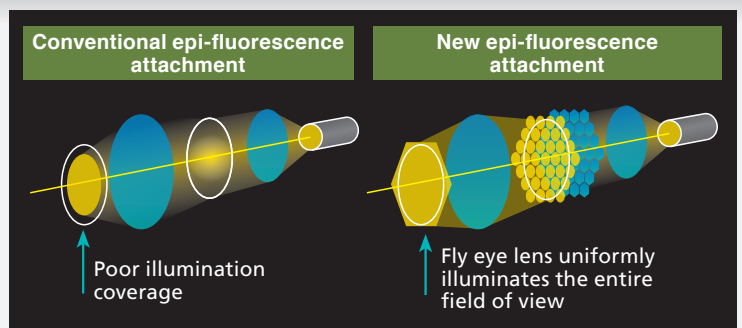 Conventional epi-fluorescence
attachment
New epi-fluorescence
attachment
Poor illumination
coverage
Fly eye lens uniformly
illuminates the entire
field of view